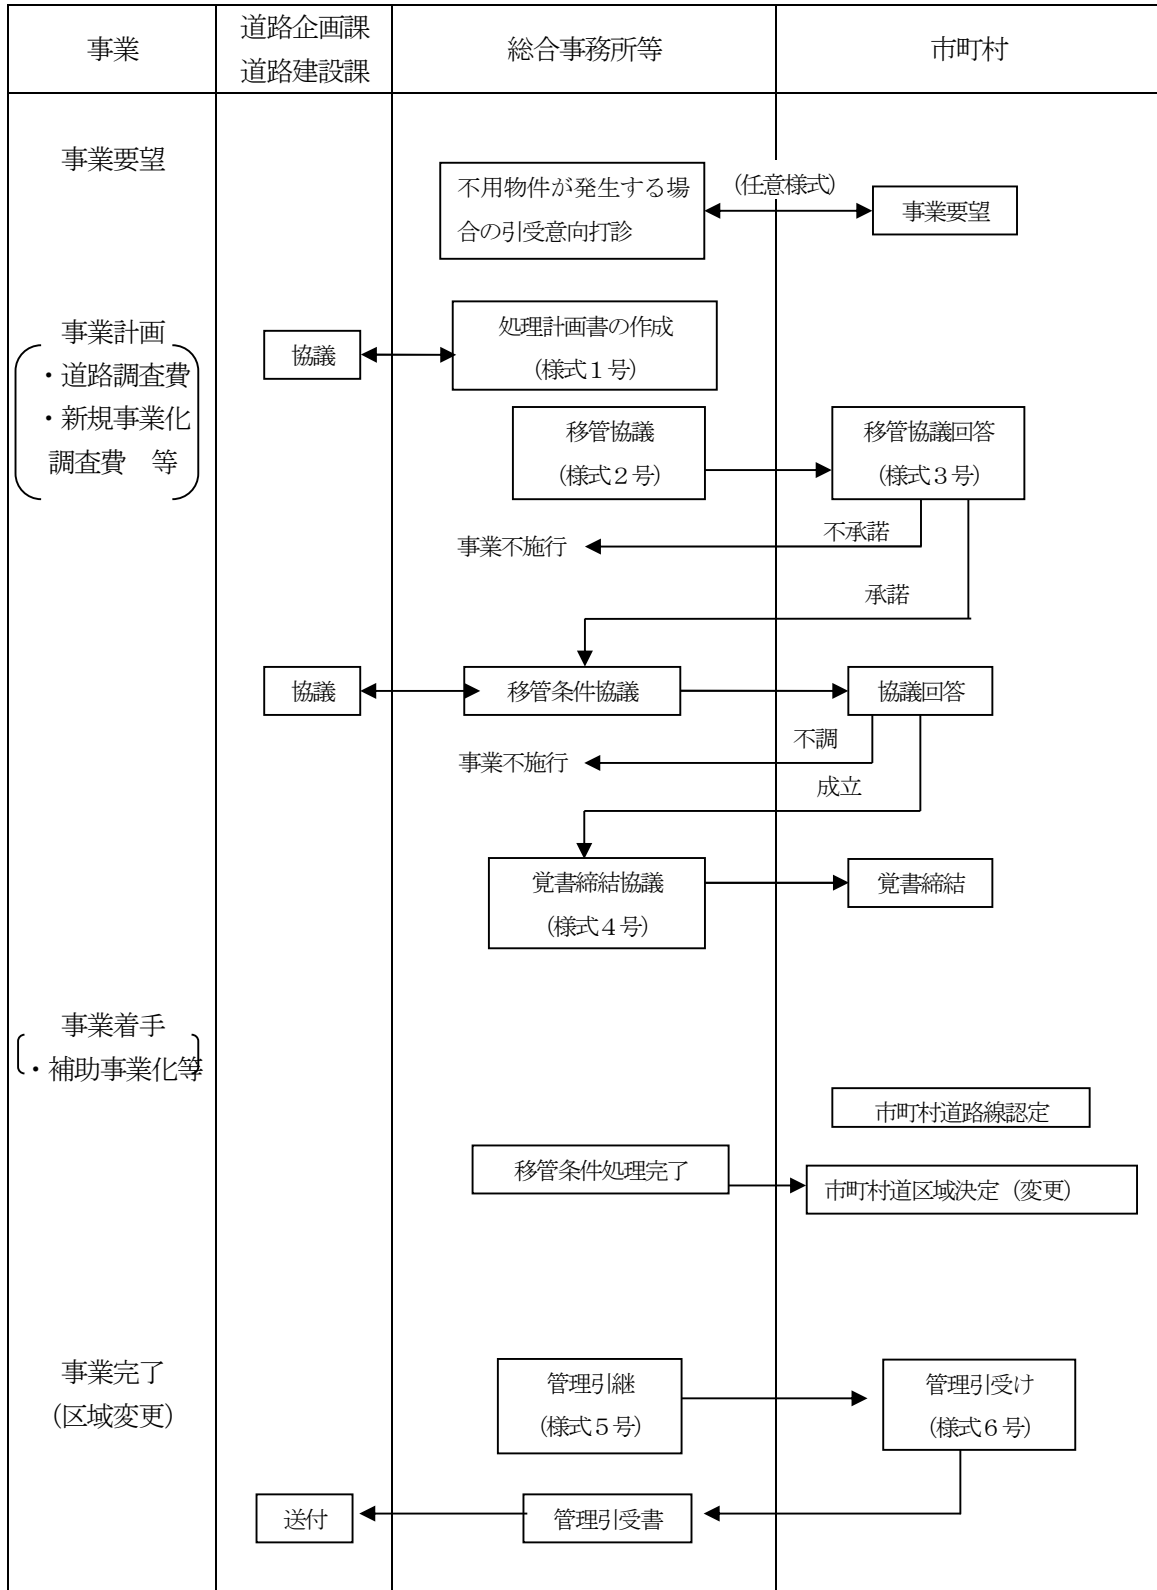 事業
道路企画課
道路建設課
総合事務所等
市町村
事業要望
不用物件が発生する場
合の引受意向打診
(任意様式)
事業要望
事業計画
・道路調査費
・新規事業化
調査費　等
協議
処理計画書の作成
(様式１号)
移管協議
(様式２号)
移管協議回答
(様式３号)
不承諾
事業不施行
承諾
協議
移管条件協議
協議回答
不調
事業不施行
成立
覚書締結協議
(様式４号)
覚書締結
事業着手
・補助事業化等
市町村道路線認定
移管条件処理完了
市町村道区域決定（変更）
事業完了
（区域変更）
管理引継
(様式５号)
管理引受け
(様式６号)
送付
管理引受書